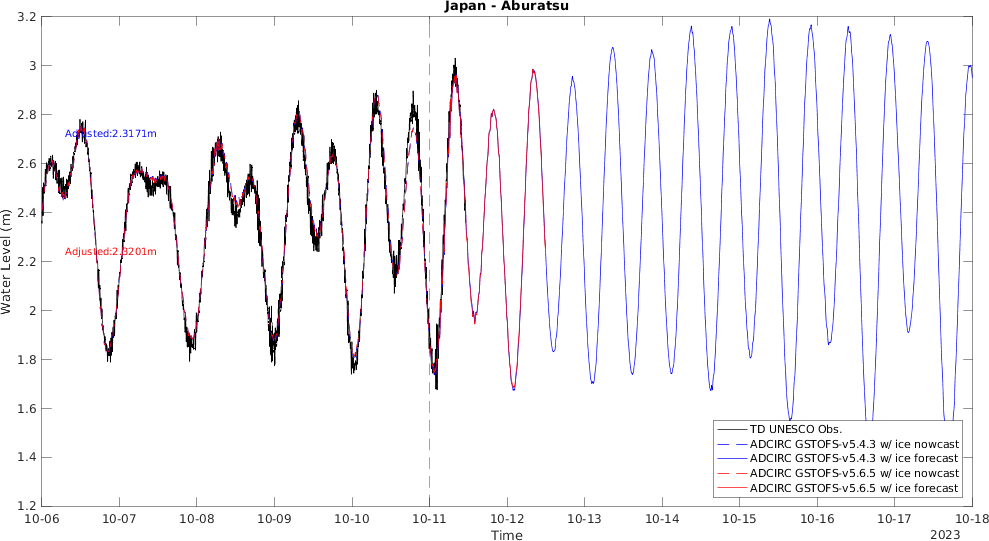 Japan - Aburatsu
3.2
3
2.8
2.6
2.4
2.2
2
1.8
1.6
1.4
1.2
Water Level (m)
Adjusted:2.3171m
Adjusted:2.3201m
TD UNESCO Obs.
ADCIRC GSTOFS-v5.4.3 w/ ice nowcast
ADCIRC GSTOFS-v5.4.3 w/ ice forecast
ADCIRC GSTOFS-v5.6.5 w/ ice nowcast
ADCIRC GSTOFS-v5.6.5 w/ ice forecast
10-06 10-07 10-08 10-09 10-10 10-11 10-12 10-13 10-14 10-15 10-16 10-17 10-18
Time
2023